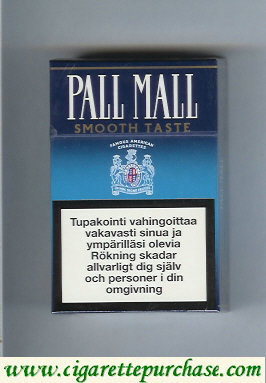 PALL MALL
SMOOTH TASTE
FAMOUS AMERICAN
CIGARETTES
Tupakointi vahingoittaa
vakavasti sinua ja
ympärilläsi olevia
Rökning skadar
allvarligt dig själv
och personer i din
omgivning
www.cigarettepurchase.com